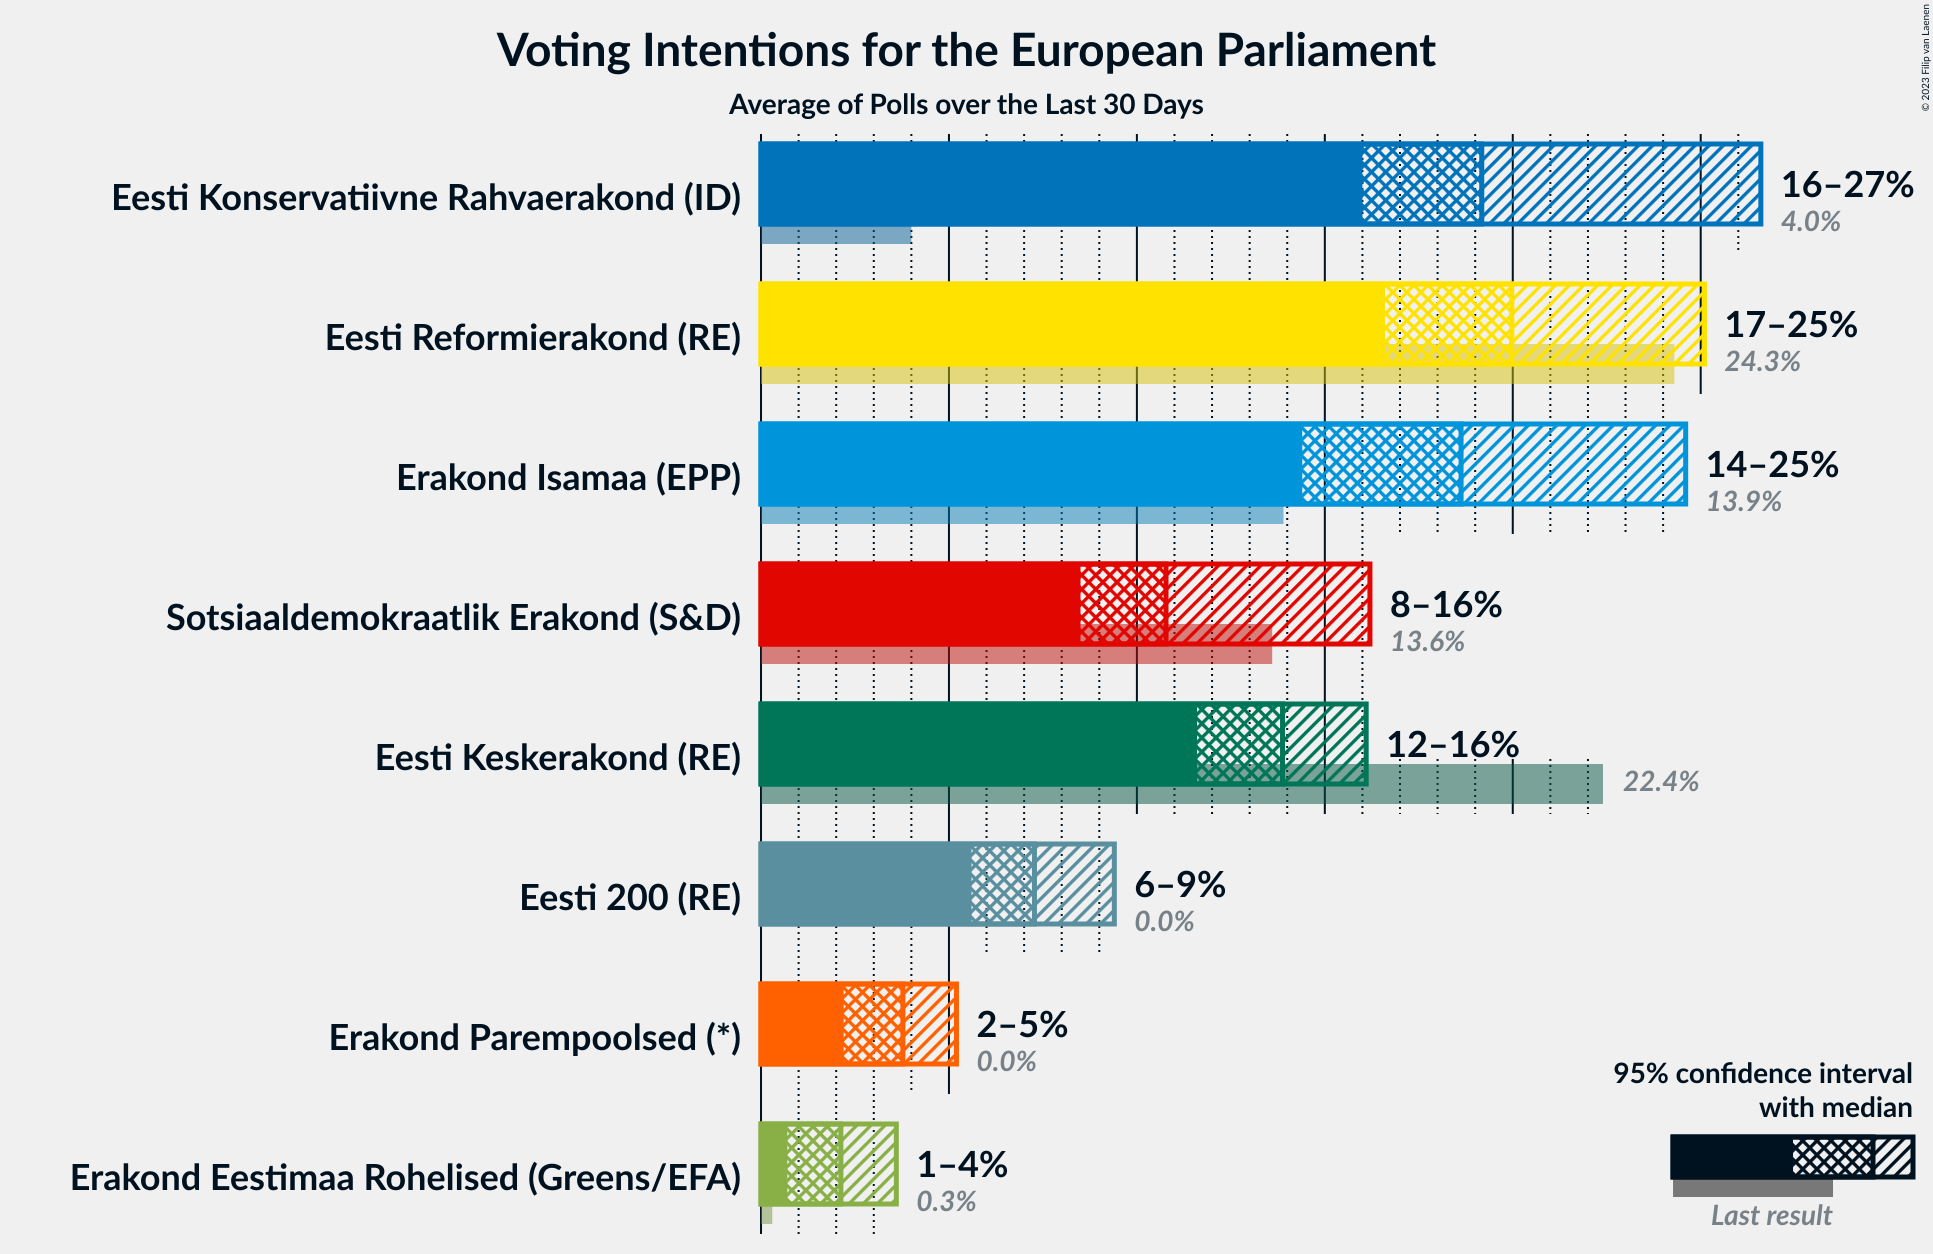 Voting Intentions for the European Parliament
Average of Polls over the Last 30 Days
© 2023 Filip van Laenen
Eesti Konservatiivne Rahvaerakond (ID)
16–27%
4.0%
Eesti Reformierakond (RE)
17–25%
24.3%
Erakond Isamaa (EPP)
14–25%
13.9%
Sotsiaaldemokraatlik Erakond (S&D)
8–16%
13.6%
Eesti Keskerakond (RE)
12–16%
22.4%
Eesti 200 (RE)
6–9%
0.0%
Erakond Parempoolsed (*)
2–5%
0.0%
Erakond Eestimaa Rohelised (Greens/EFA)
1–4%
0.3%
95% confidence interval
with median
Last result